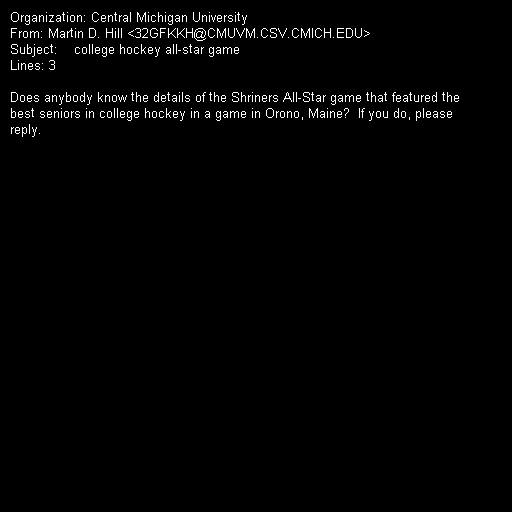 Organization: Central Michigan University
From: Martin D. Hill <32GFKKH@CMUVM.CSV.CMICH.EDU>
Subject:    college hockey all-star game
Lines: 3

Does anybody know the details of the Shriners All-Star game that featured the
best seniors in college hockey in a game in Orono, Maine?  If you do, please
reply.